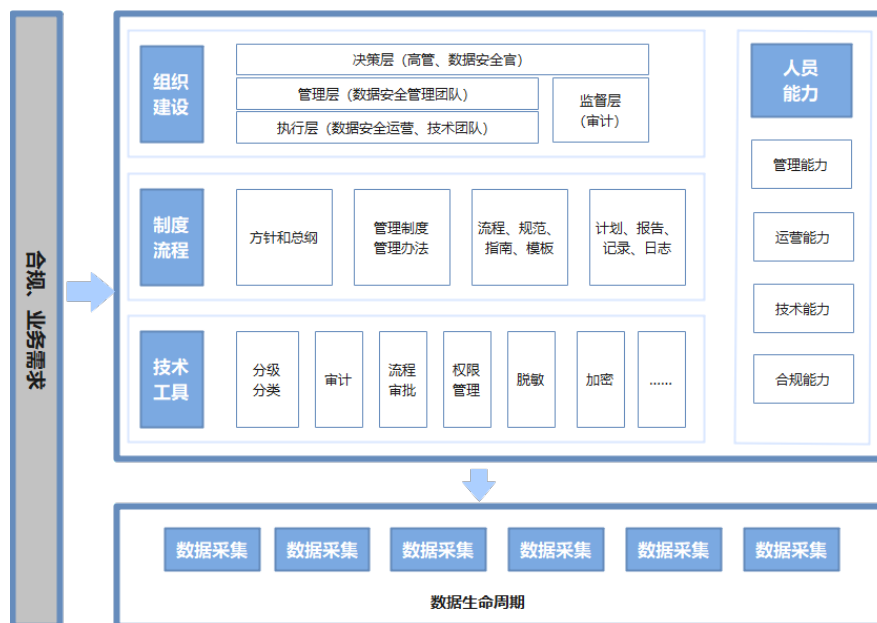 合规、业务需求
组织
建设
决策层（高管、数据安全官）
管理层（数据安全管理团队）
执行层（数据安全运营、技术团队）
监督层
（审计）
制度
流程
方针和总纲
管理制度
管理办法
流程、规范、
指南、模板
计划、报告、
记录、日志
技术
工具
分级
分类
审计
流程
审批
权限
管理
脱敏
加密
……
人员
能力
管理能力
运营能力
技术能力
合规能力
数据采集
数据采集
数据采集
数据采集
数据采集
数据采集
数据生命周期